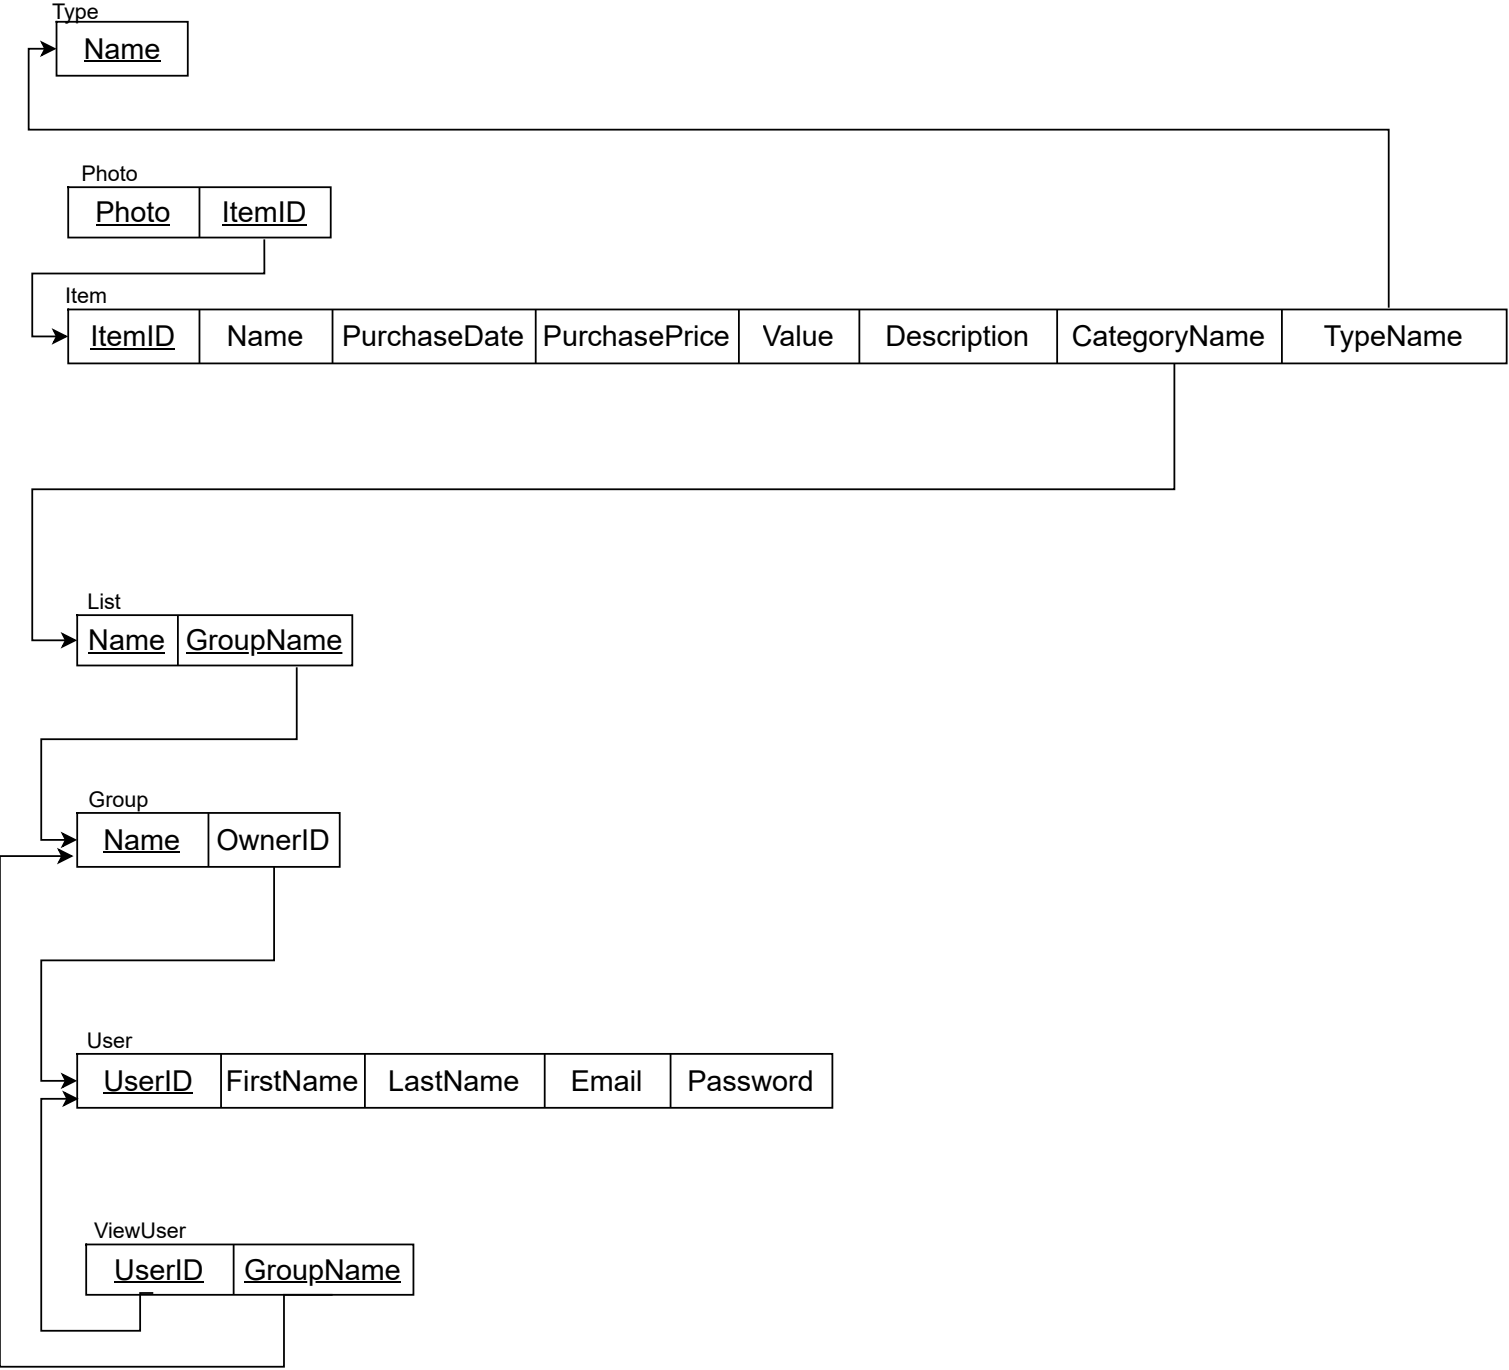 Type
Name
Photo
Photo ItemID
Item
ItemID Name PurchaseDate PurchasePrice Value Description CategoryName TypeName
List
Name GroupName
Group
Name OwnerID
User
UserID FirstName LastName Email Password
ViewUser
UserID GroupName